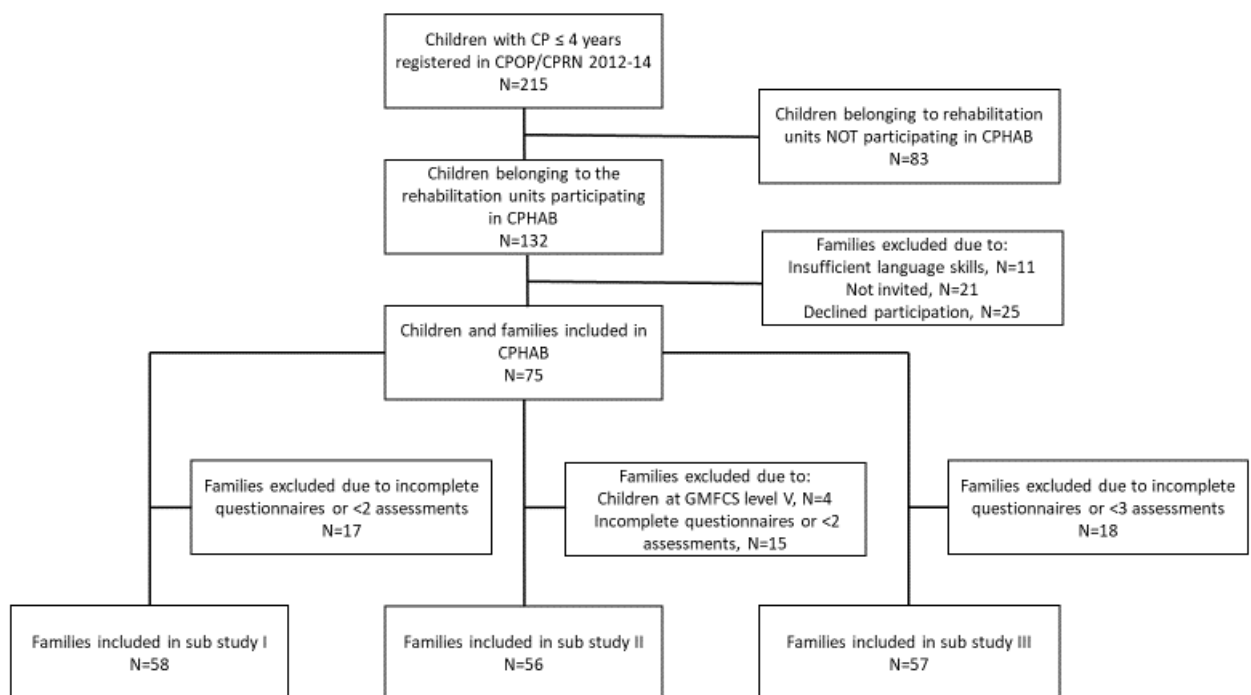 Children with CP ≤ 4 years
registered in CPOP/CPRN 2012-14
N=215
Children belonging to rehabilitation
units NOT participating in CPHAB
N=83
Children belonging to the
rehabilitation units participating
in CPHAB
N=132
Families excluded due to:
Insufficient language skills, N=11
Not invited, N=21
Declined participation, N=25
Children and families included in
CPHAB
N=75
Families excluded due to incomplete
questionnaires or <2 assessments
N=17
Families excluded due to:
Children at GMFCS level V, N=4
Incomplete questionnaires or <2
assessments, N=15
Families excluded due to incomplete
questionnaires or <3 assessments
N=18
Families included in sub study I
N=58
Families included in sub study II
N=56
Families included in sub study III
N=57